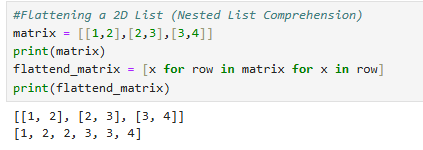 #Flattening a 2D List (Nested List Comprehension)
matrix = [[1,2],[2,3],[3,4]]
print(matrix)
flattend_matrix = [x for row in matrix for x in row]
print(flattend_matrix)
[[1, 2], [2, 3], [3, 4]]
[1, 2, 2, 3, 3, 4]